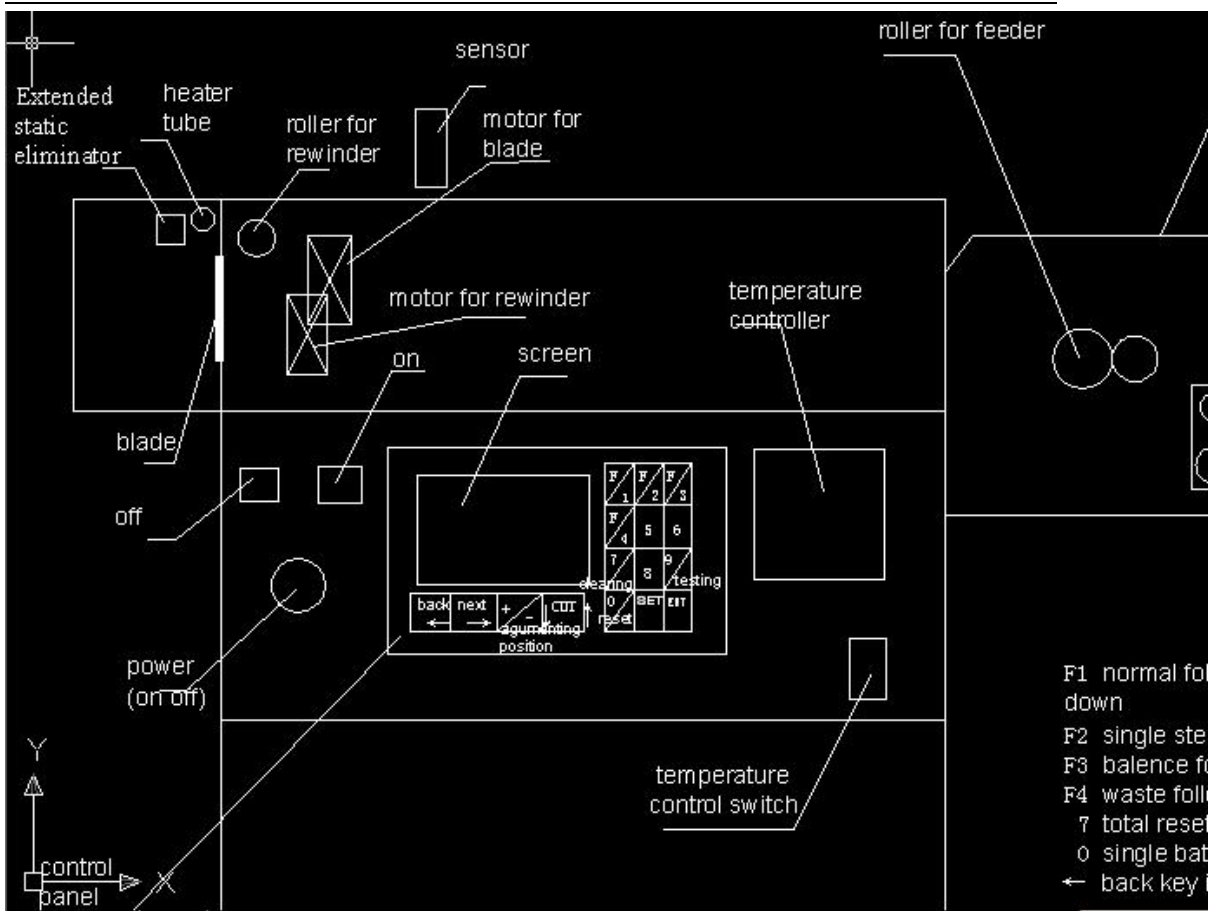 roller for feeder
sensor
Extended
static
eliminator
heater
tube
roller for
rewinder
motor for
blade
motor for rewinder
temperature
controller
on
screen
blade
off
F 1 F 2 F 3
F 4 5 6
7 8 9
clearing testing
back next + - CUT 0 SET EIT
← → reset
agumenting
position
power
(on off)
temperature
control switch
F1 normal fol
down
F2 single ste
F3 balence fo
F4 waste foll
7 total reset
0 single bat
← back key i
Y
X
control
panel